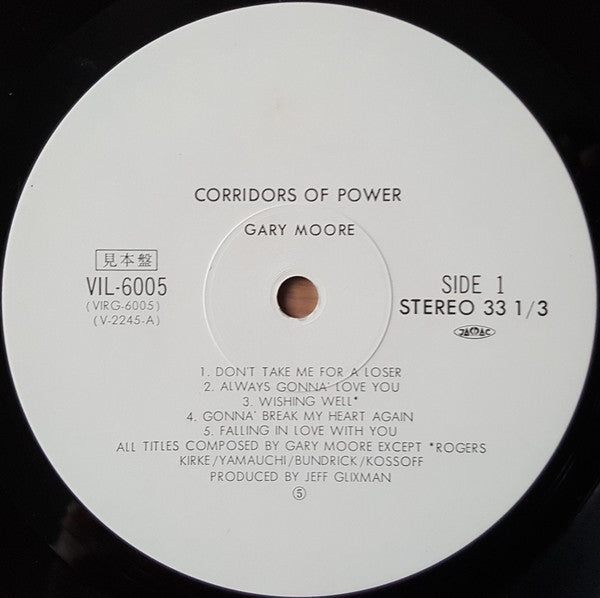 CORRIDORS OF POWER
GARY MOORE
見本盤
VIL-6005
(VIRG-6005)
(V-2245-A)
SIDE 1
STEREO 33 1/3
JASRAC
1. DON'T TAKE ME FOR A LOSER
2. ALWAYS GONNA' LOVE YOU
3. WISHING WELL*
4. GONNA' BREAK MY HEART AGAIN
5. FALLING IN LOVE WITH YOU
ALL TITLES COMPOSED BY GARY MOORE EXCEPT *ROGERS
KIRKE/YAMAUCHI/BUNDRICK/KOSSOFF
PRODUCED BY JEFF GLIXMAN
⑤